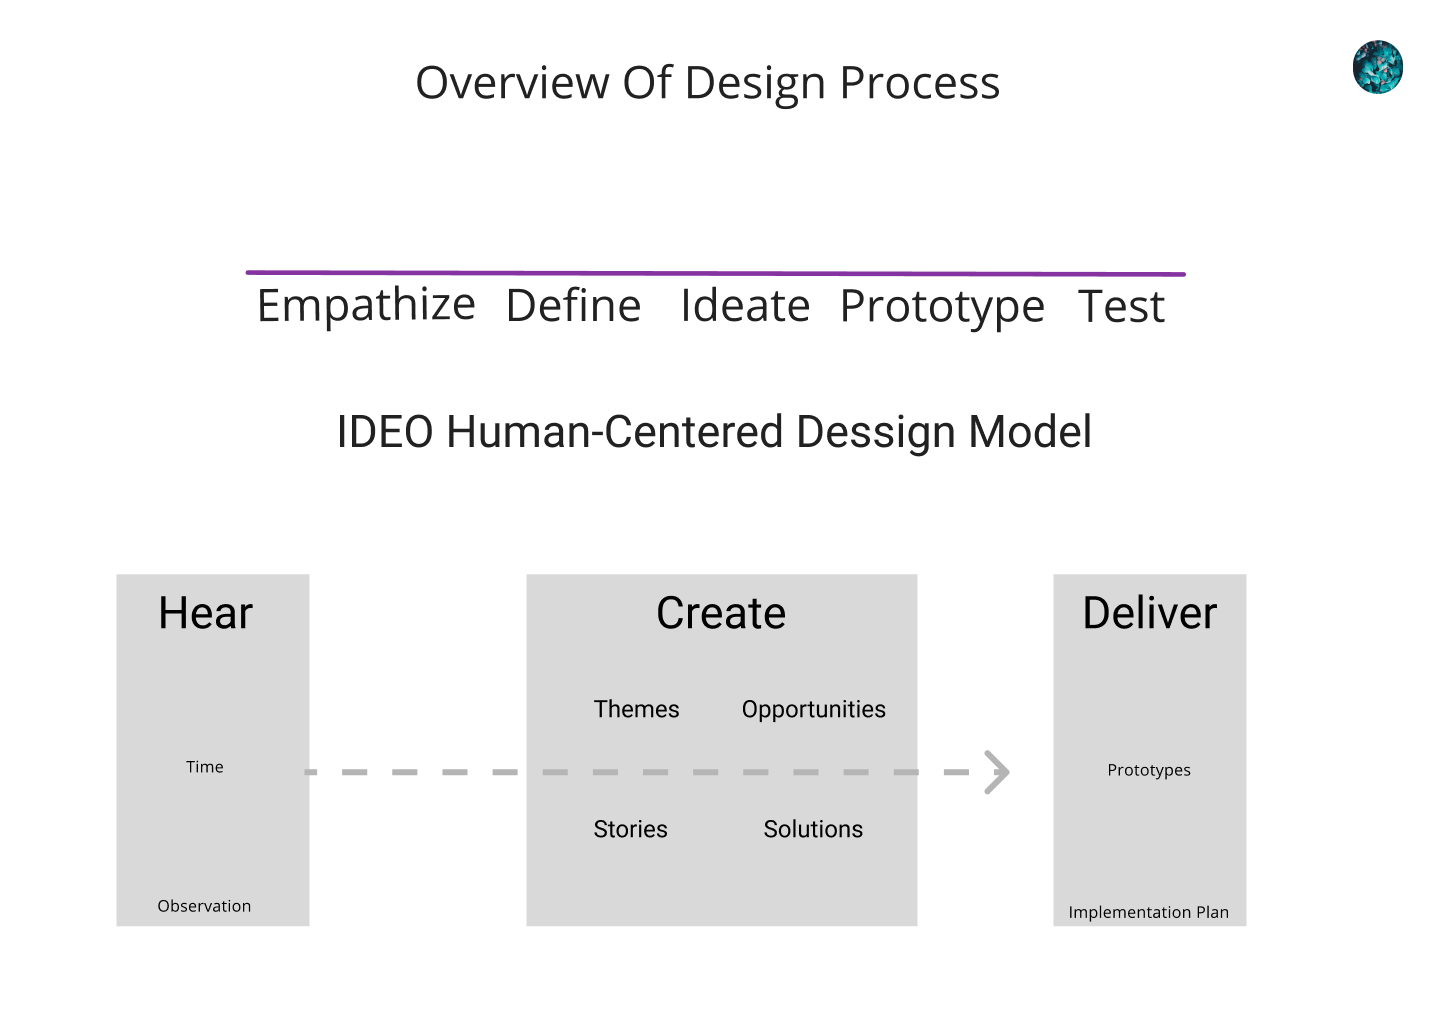 Overview Of Design Process
Empathize Define Ideate Prototype Test
IDEO Human-Centered Dessign Model
Hear
Time
Observation
Create
Themes Opportunities
Stories Solutions
Deliver
Prototypes
Implementation Plan